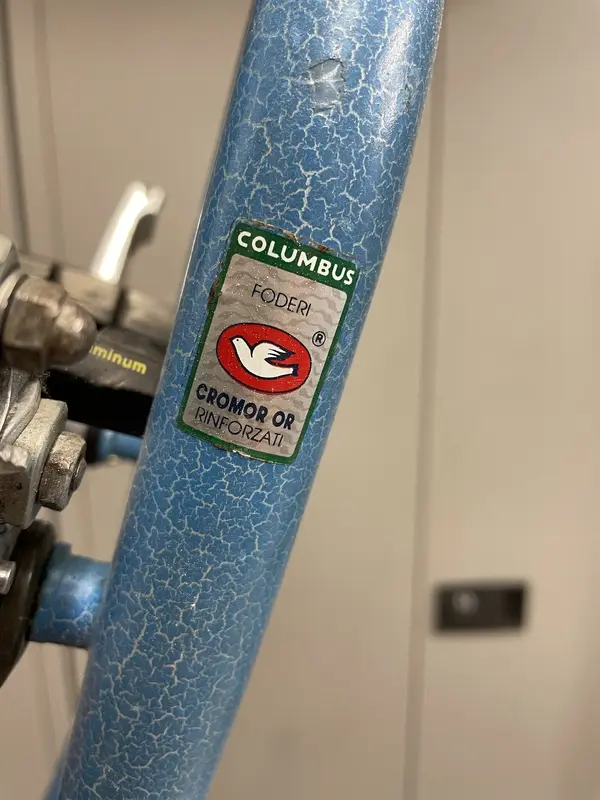 COLUMBUS
FODERI
®
CROMOR OR
RINFORZATI
minum